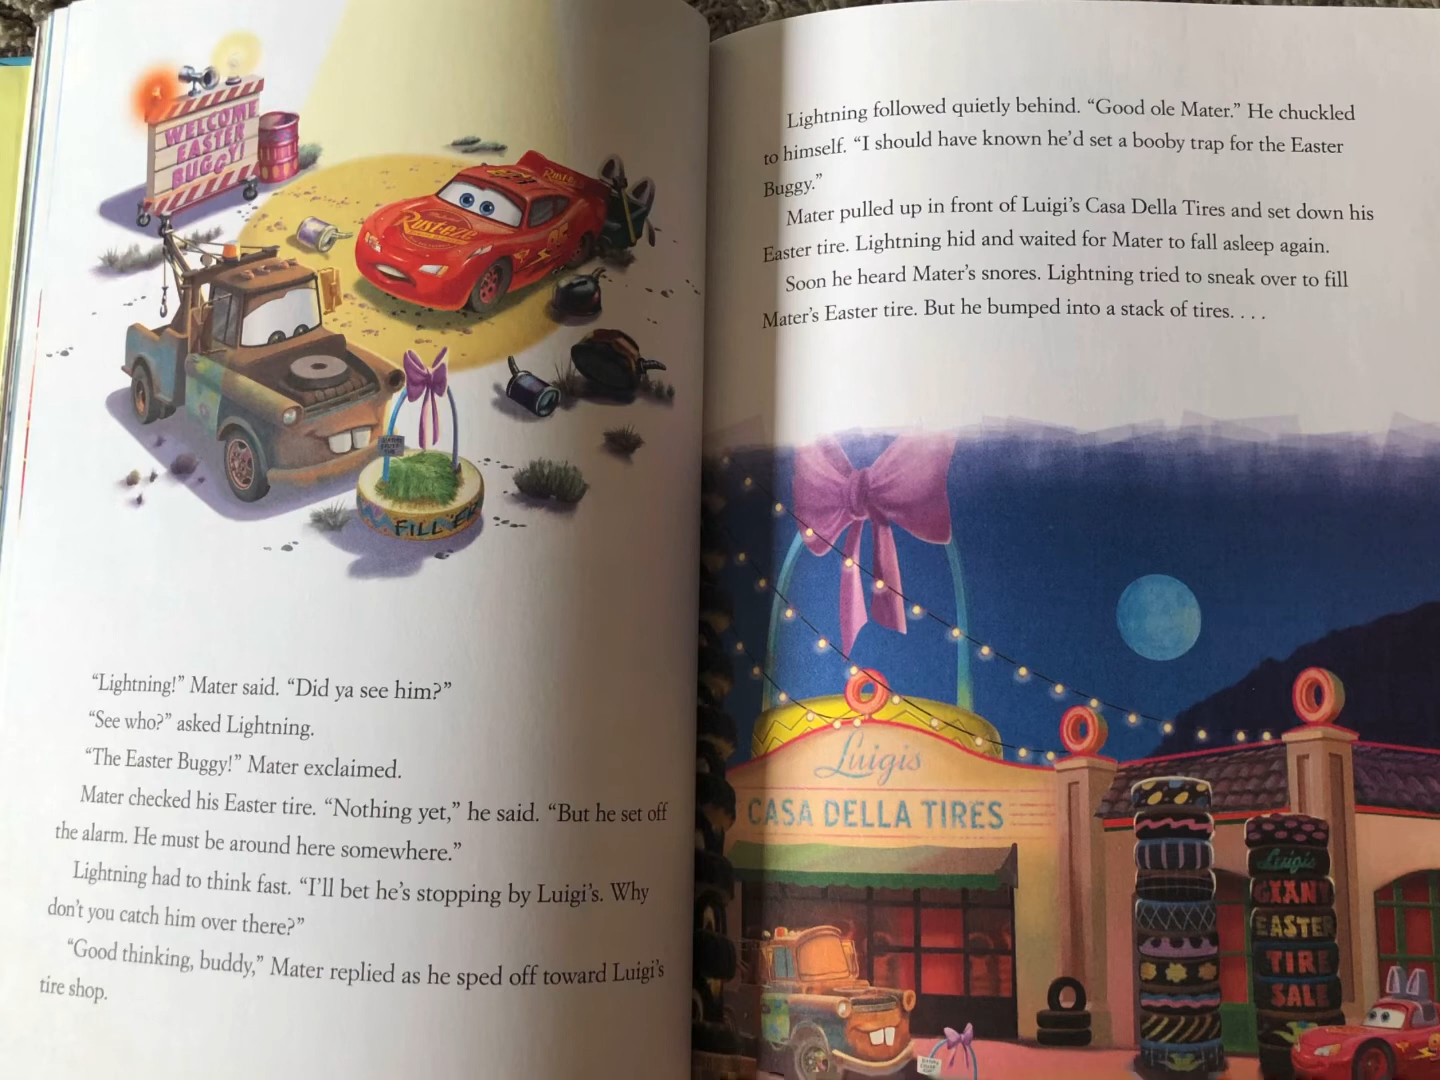 WELCOME
EASTER
BUGGY!
RUST-EZE
RUST-EZE
95
FILL 'ER
"Lightning!" Mater said. "Did ya see him?"
"See who?" asked Lightning.
"The Easter Buggy!" Mater exclaimed.
Mater checked his Easter tire. "Nothing yet," he said. "But he set off
the alarm. He must be around here somewhere."
Lightning had to think fast. "I'll bet he's stopping by Luigi's. Why
don't you catch him over there?"
"Good thinking, buddy," Mater replied as he sped off toward Luigi's
tire shop.
Lightning followed quietly behind. "Good ole Mater." He chuckled
to himself. "I should have known he'd set a booby trap for the Easter
Buggy."
Mater pulled up in front of Luigi's Casa Della Tires and set down his
Easter tire. Lightning hid and waited for Mater to fall asleep again.
Soon he heard Mater's snores. Lightning tried to sneak over to fill
Mater's Easter tire. But he bumped into a stack of tires. . . .
Luigis
CASA DELLA TIRES
Luigis
GIANT
EASTER
TIRE
SALE